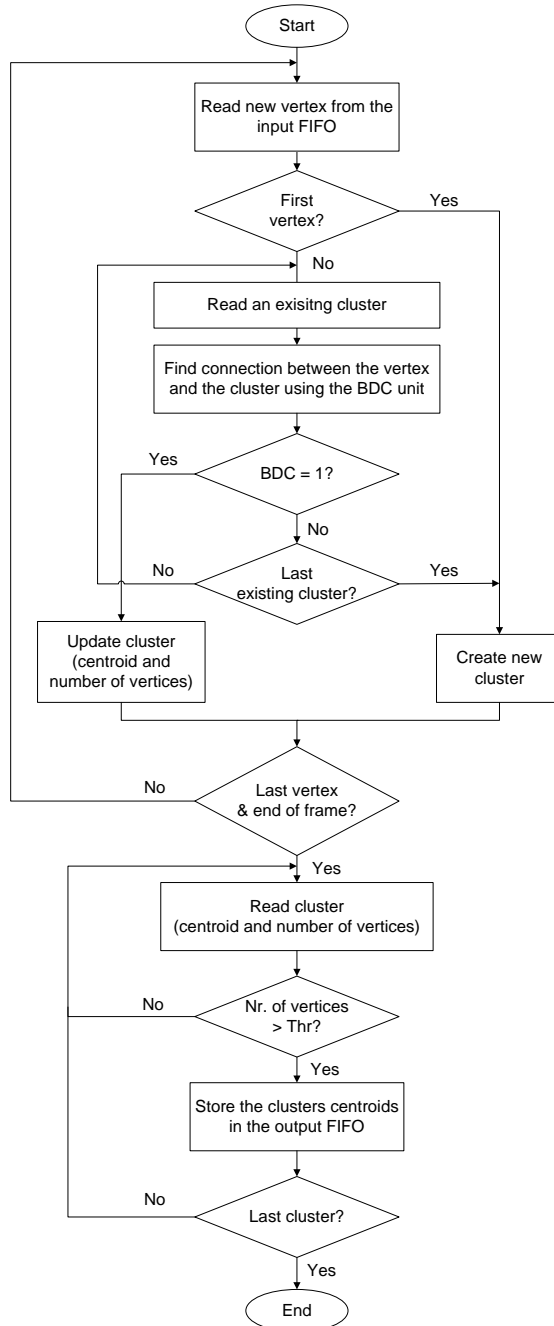 Start
Read new vertex from the
input FIFO
First
vertex?
Yes
No
Read an exisitng cluster
Find connection between the vertex
and the cluster using the BDC unit
Yes
BDC = 1?
No
No
Last
existing cluster?
Yes
Update cluster
(centroid and
number of vertices)
Create new
cluster
No
Last vertex
& end of frame?
Yes
Read cluster
(centroid and number of vertices)
No
Nr. of vertices
> Thr?
Yes
Store the clusters centroids
in the output FIFO
No
Last cluster?
Yes
End